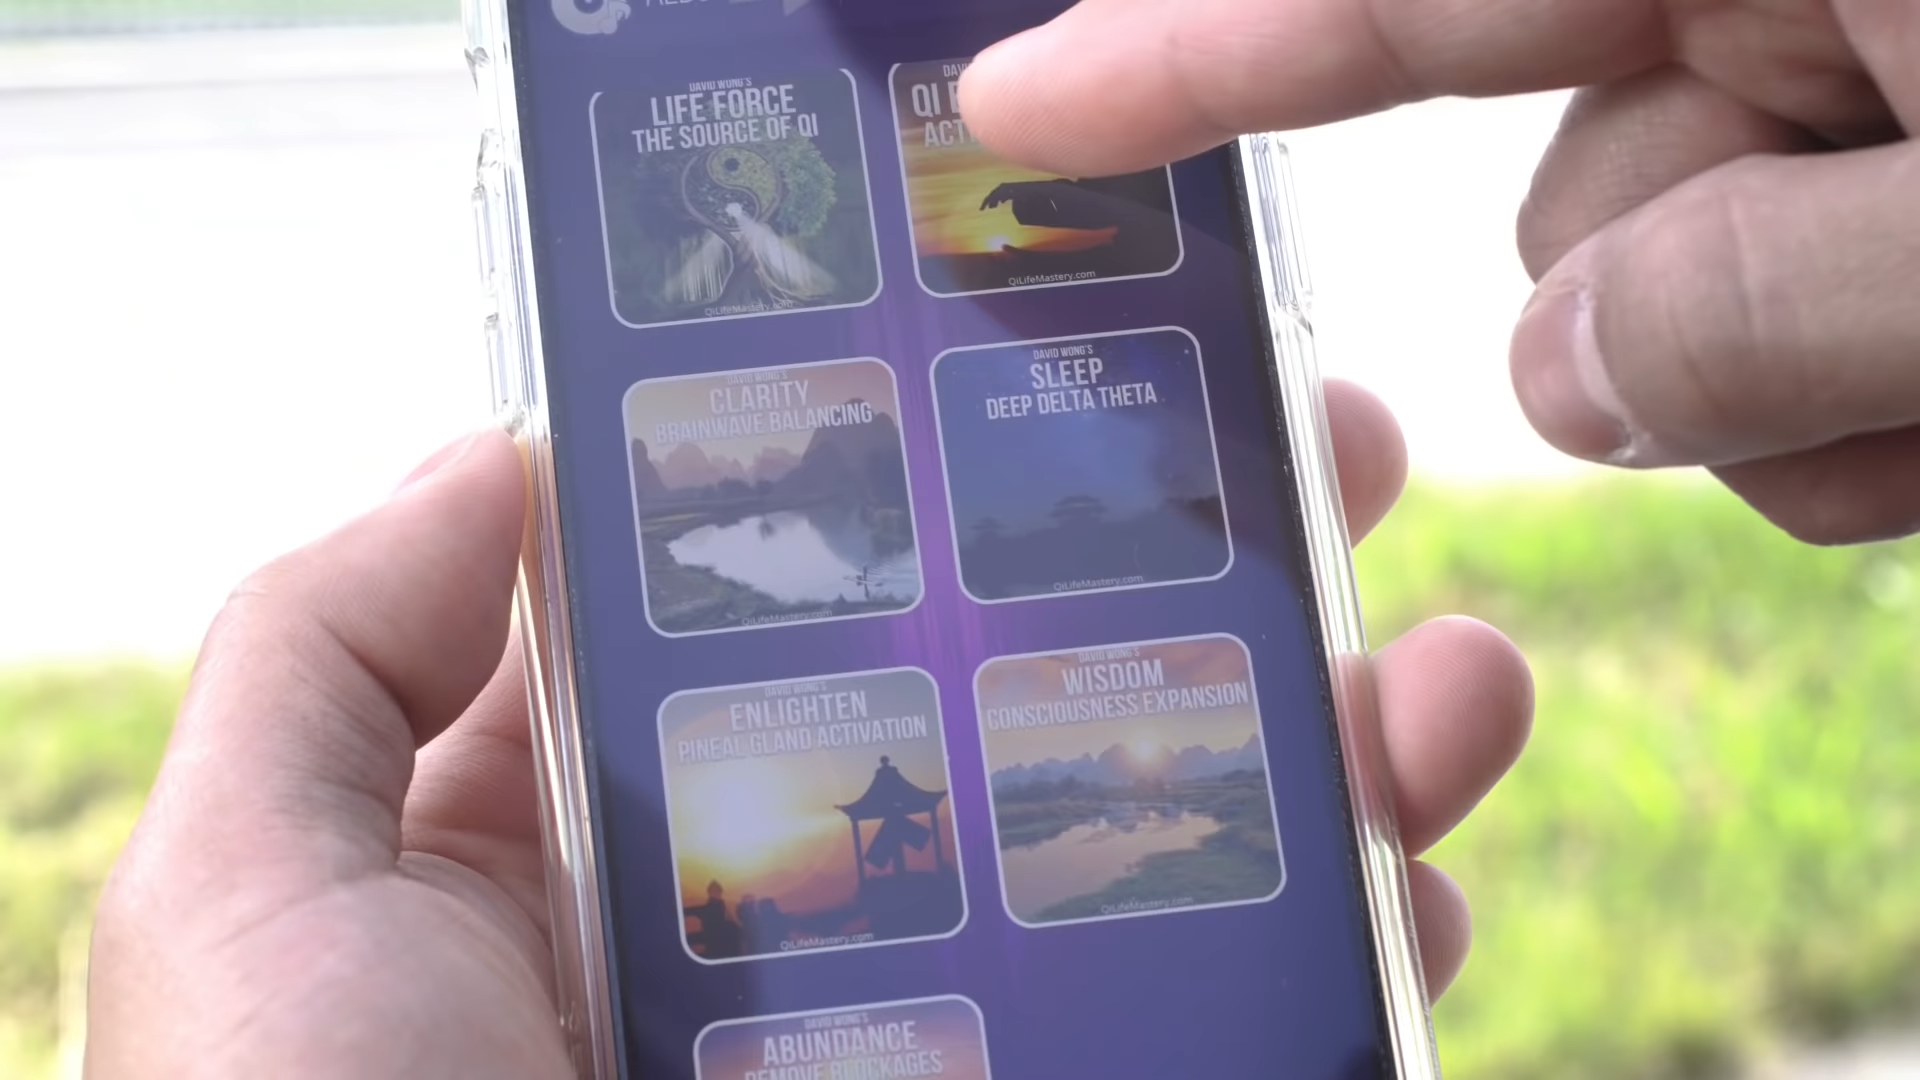 DAVID WONG'S
LIFE FORCE
THE SOURCE OF QI
QiLifeMastery.com
QI
QiLifeMastery.com
DAVID WONG'S
CLARITY
BRAINWAVE BALANCING
QiLifeMastery.com
DAVID WONG'S
SLEEP
DEEP DELTA THETA
QiLifeMastery.com
DAVID WONG'S
ENLIGHTEN
PINEAL GLAND ACTIVATION
QiLifeMastery.com
DAVID WONG'S
WISDOM
CONSCIOUSNESS EXPANSION
QiLifeMastery.com
DAVID WONG'S
ABUNDANCE
REMOVE BLOCKAGES